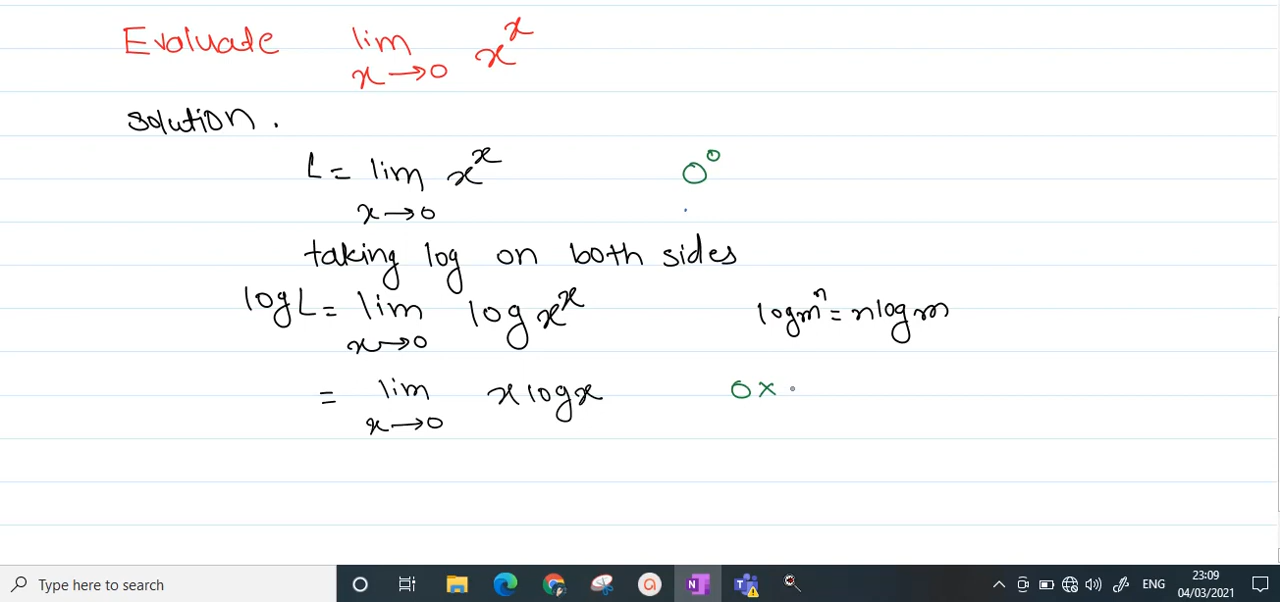 Evaluate lim x→0 x^x
Solution.
L = lim x→0 x^x 0^0
taking log on both sides
log L = lim x→0 log x^x log m^n = n log m
= lim x→0 x log x 0 ×
Type here to search
ENG
23:09
04/03/2021